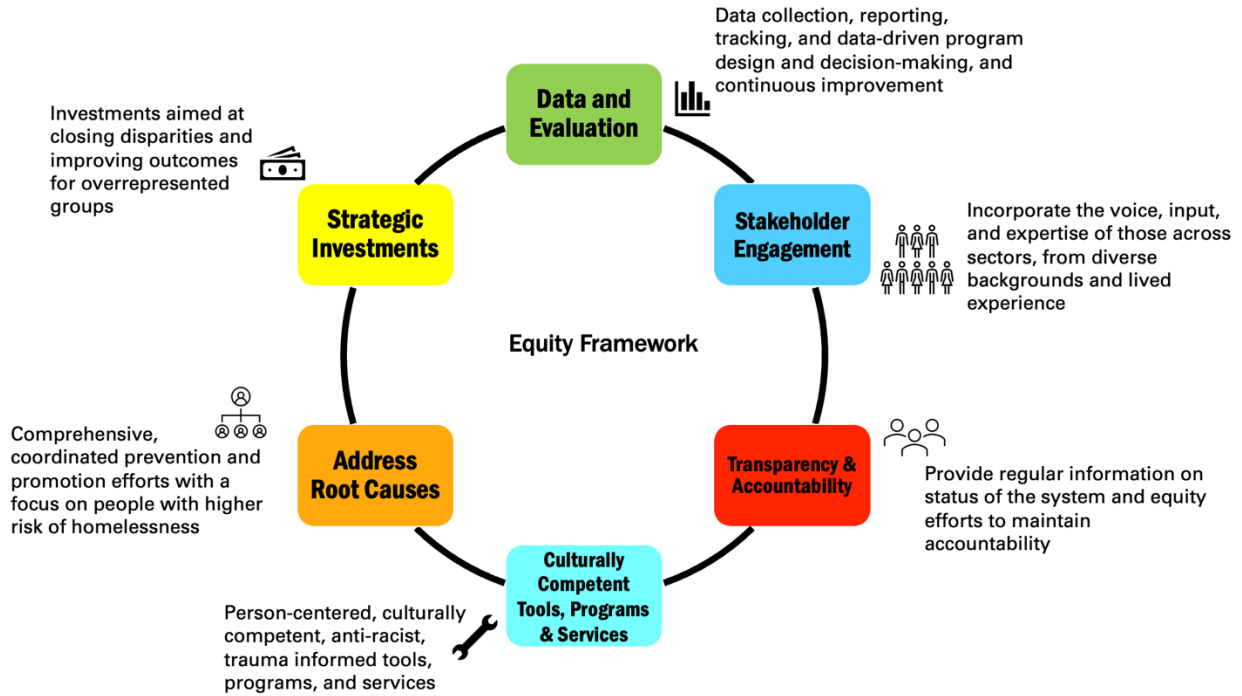 Data collection, reporting,
tracking, and data-driven program
design and decision-making, and
continuous improvement
Data and
Evaluation
Investments aimed at
closing disparities and
improving outcomes
for overrepresented
groups
Strategic
Investments
Stakeholder
Engagement
Incorporate the voice, input,
and expertise of those across
sectors, from diverse
backgrounds and lived
experience
Equity Framework
Comprehensive,
coordinated prevention and
promotion efforts with a
focus on people with higher
risk of homelessness
Address
Root Causes
Transparency &
Accountability
Provide regular information on
status of the system and equity
efforts to maintain
accountability
Culturally
Competent
Tools, Programs
& Services
Person-centered, culturally
competent, anti-racist,
trauma informed tools,
programs, and services